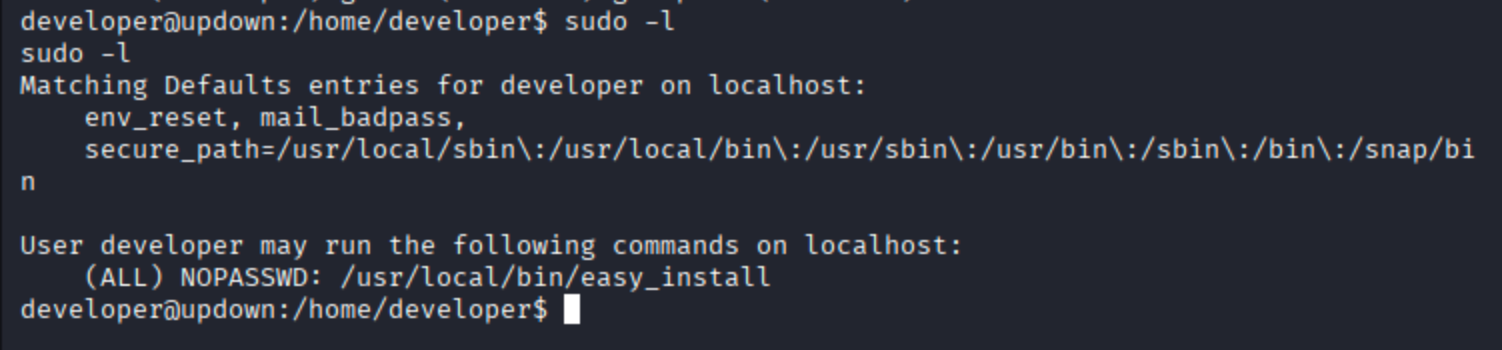 developer@updown:/home/developer$ sudo -l
sudo -l
Matching Defaults entries for developer on localhost:
    env_reset, mail_badpass,
    secure_path=/usr/local/sbin\:/usr/local/bin\:/usr/sbin\:/usr/bin\:/sbin\:/bin\:/snap/bi
n
User developer may run the following commands on localhost:
    (ALL) NOPASSWD: /usr/local/bin/easy_install
developer@updown:/home/developer$